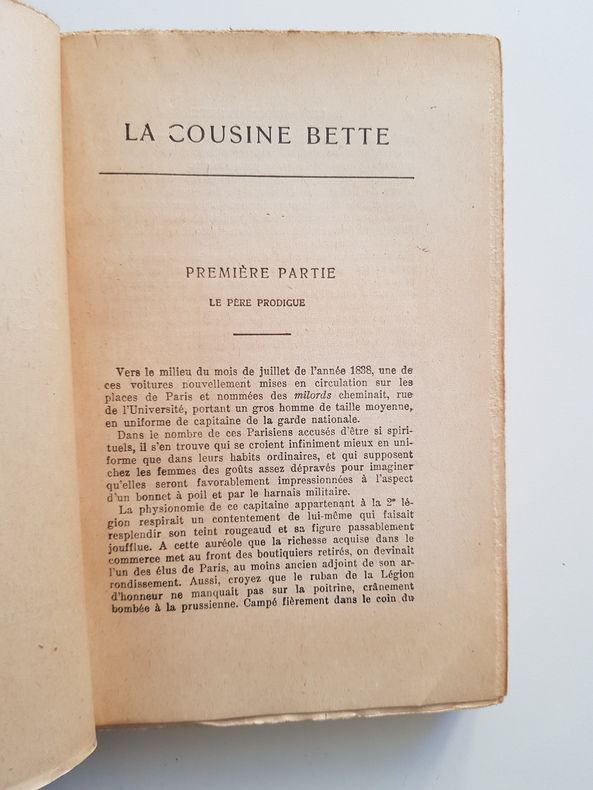 LA COUSINE BETTE
PREMIÈRE PARTIE
LE PÈRE PRODIGUE
Vers le milieu du mois de juillet de l'année 1838, une de
ces voitures nouvellement mises en circulation sur les
places de Paris et nommées des milords cheminait, rue
de l'Université, portant un gros homme de taille moyenne,
en uniforme de capitaine de la garde nationale.
Dans le nombre de ces Parisiens accusés d'être si spiri-
tuels, il s'en trouve qui se croient infiniment mieux en uni-
forme que dans leurs habits ordinaires, et qui supposent
chez les femmes des goûts assez dépravés pour imaginer
qu'elles seront favorablement impressionnées à l'aspect
d'un bonnet à poil et par le harnais militaire.
La physionomie de ce capitaine appartenant à la 2e lé-
gion respirait un contentement de lui-même qui faisait
resplendir son teint rougeaud et sa figure passablement
joufflue. A cette auréole que la richesse acquise dans le
commerce met au front des boutiquiers retirés, on devinait
l'un des élus de Paris, au moins ancien adjoint de son ar-
rondissement. Aussi, croyez que le ruban de la Légion
d'honneur ne manquait pas sur la poitrine, crânement
bombée à la prussienne. Campé fièrement dans le coin du